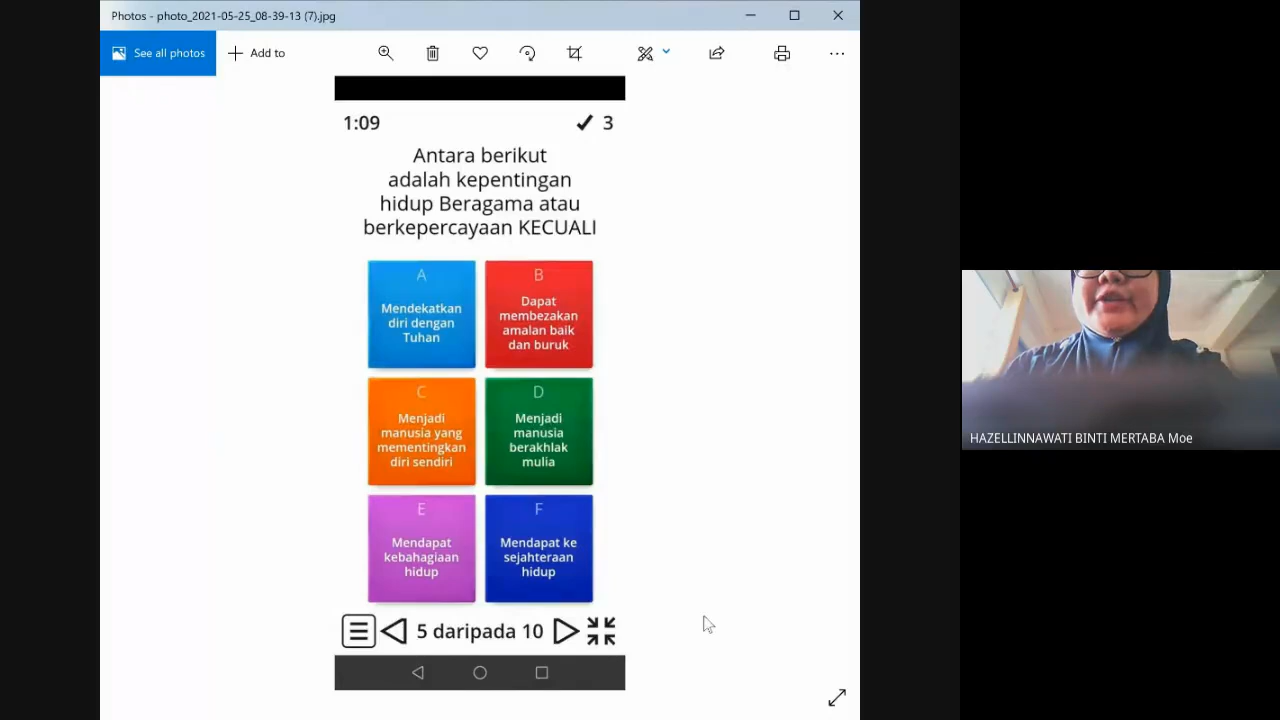 Photos - photo_2021-05-25_08-39-13 (7).jpg
See all photos
Add to
1:09
3
Antara berikut
adalah kepentingan
hidup Beragama atau
berkepercayaan KECUALI
A
Mendekatkan
diri dengan
Tuhan
B
Dapat
membezakan
amalan baik
dan buruk
C
Menjadi
manusia yang
mementingkan
diri sendiri
D
Menjadi
manusia
berakhlak
mulia
E
Mendapat
kebahagiaan
hidup
F
Mendapat ke
sejahteraan
hidup
5 daripada 10
HAZELLINNAWATI BINTI MERTABA Moe